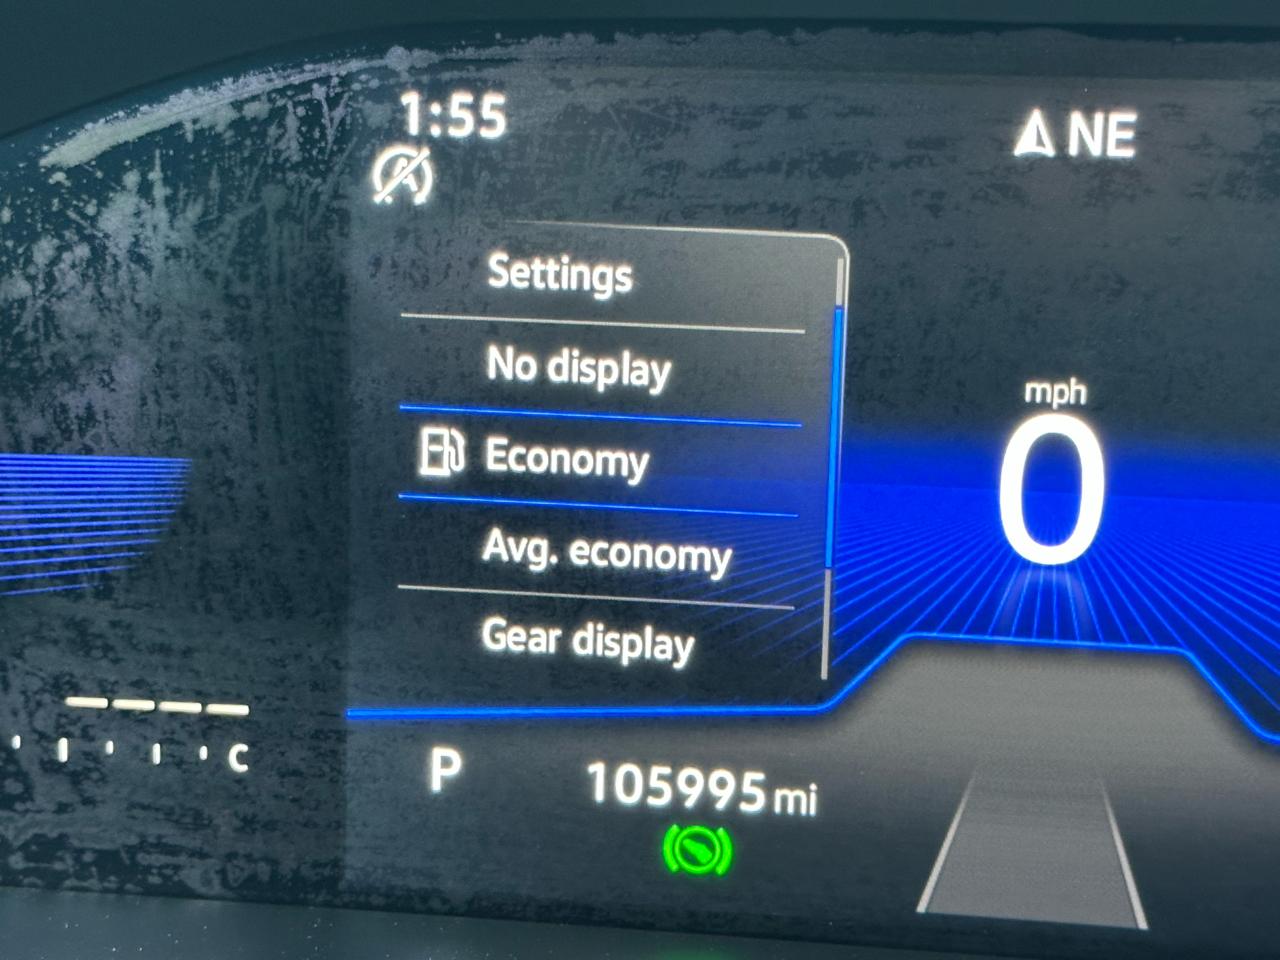 1:55
NE
Settings
No display
Economy
Avg. economy
Gear display
mph
0
C
P
105995 mi